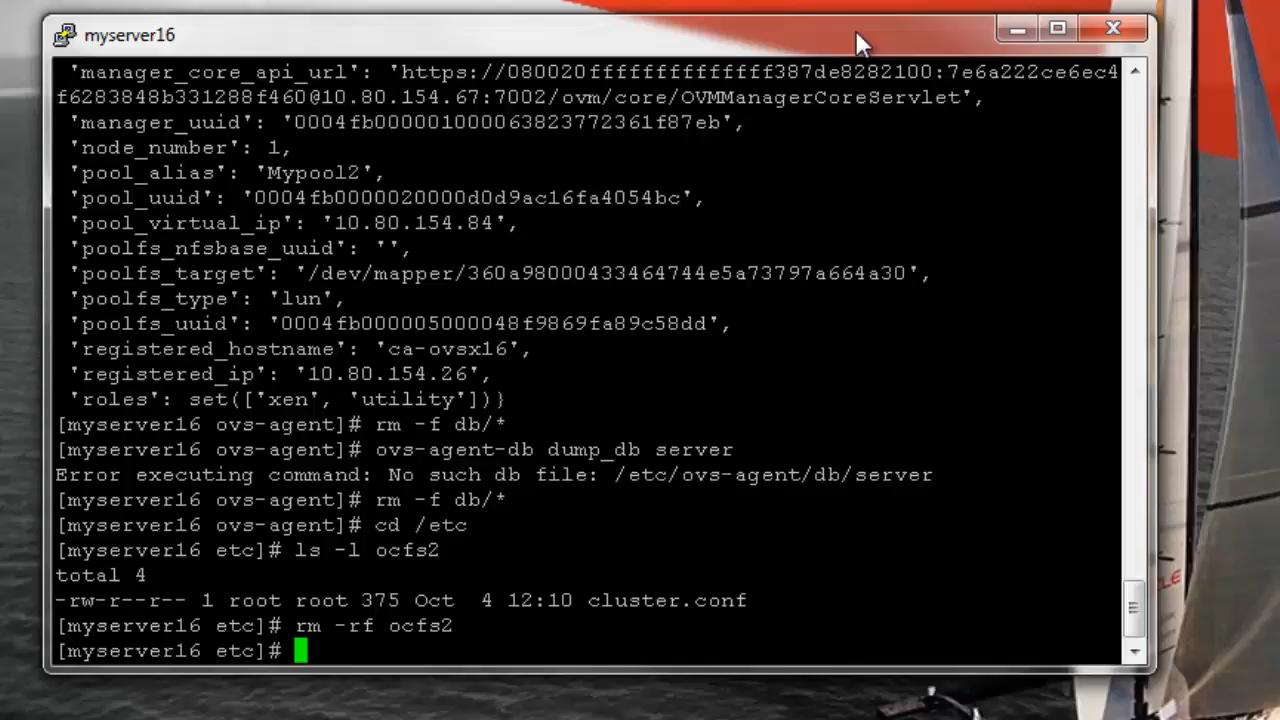 myserver16
'manager_core_api_url': 'https://080020ffffffffffffff387de8282100:7e6a222ce6ec4
f6283848b331288f460@10.80.154.67:7002/ovm/core/OVMManagerCoreServlet',
'manager_uuid': '0004fb00000100006382377236​1f87eb',
'node_number': 1,
'pool_alias': 'Mypool2',
'pool_uuid': '0004fb0000020000d0d9ac16fa4054bc',
'pool_virtual_ip': '10.80.154.84',
'poolfs_nfsbase_uuid': '',
'poolfs_target': '/dev/mapper/360a98000433464744e5a73797a664a30',
'poolfs_type': 'lun',
'poolfs_uuid': '0004fb000005000048f9869fa89c58dd',
'registered_hostname': 'ca-ovsx16',
'registered_ip': '10.80.154.26',
'roles': set(['xen', 'utility'])}
[myserver16 ovs-agent]# rm -f db/*
[myserver16 ovs-agent]# ovs-agent-db dump_db server
Error executing command: No such db file: /etc/ovs-agent/db/server
[myserver16 ovs-agent]# rm -f db/*
[myserver16 ovs-agent]# cd /etc
[myserver16 etc]# ls -l ocfs2
total 4
-rw-r--r-- 1 root root 375 Oct  4 12:10 cluster.conf
[myserver16 etc]# rm -rf ocfs2
[myserver16 etc]#